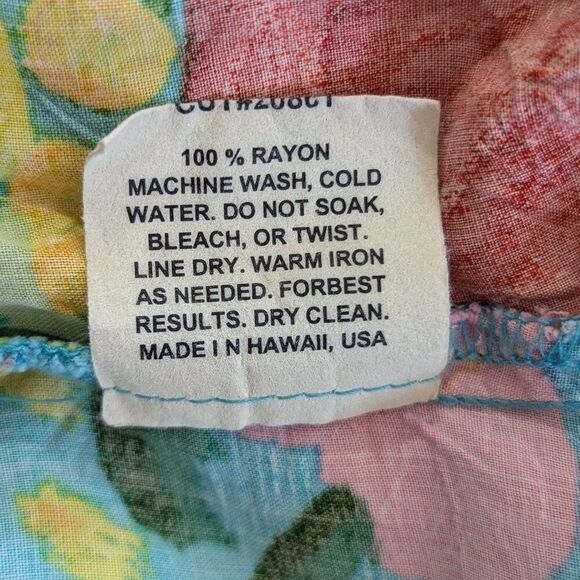 100 % RAYON
MACHINE WASH, COLD
WATER. DO NOT SOAK,
BLEACH, OR TWIST.
LINE DRY. WARM IRON
AS NEEDED. FORBEST
RESULTS. DRY CLEAN.
MADE I N HAWAII, USA